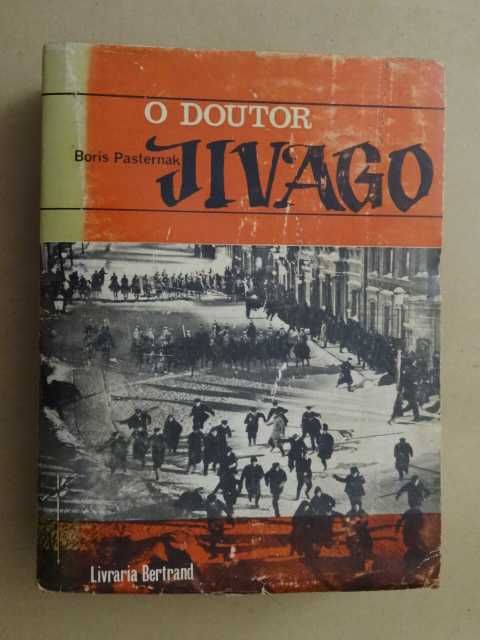 O DOUTOR
Boris Pasternak
JIVAGO
Livraria Bertrand